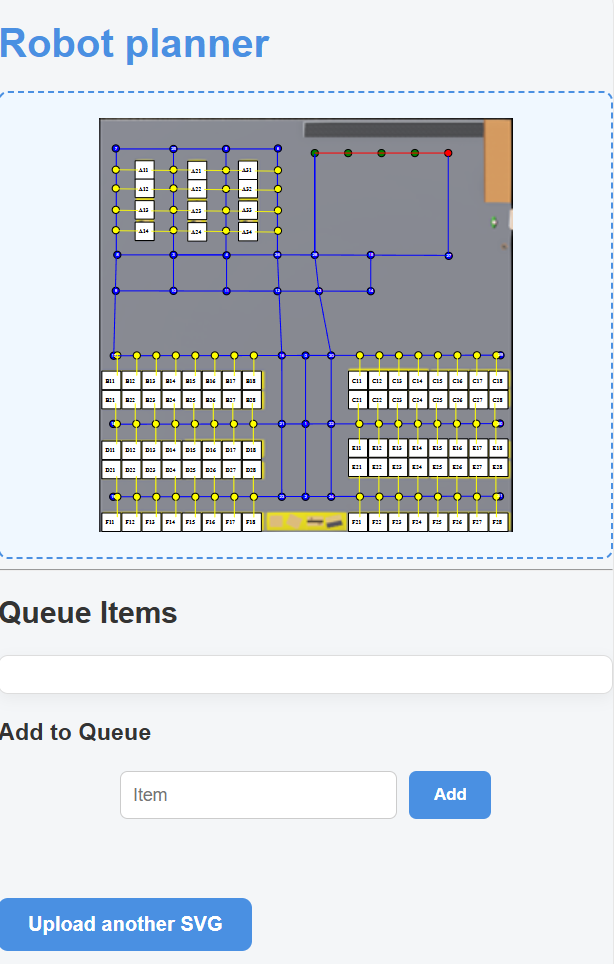 Robot planner
A11 A21 A31
A12 A22 A32
A13 A23 A33
A14 A24 A34
B11 B12 B13 B14 B15 B16 B17 B18 C11 C12 C13 C14 C15 C16 C17 C18
B21 B22 B23 B24 B25 B26 B27 B28 C21 C22 C23 C24 C25 C26 C27 C28
D11 D12 D13 D14 D15 D16 D17 D18 E11 E12 E13 E14 E15 E16 E17 E18
D21 D22 D23 D24 D25 D26 D27 D28 E21 E22 E23 E24 E25 E26 E27 E28
F11 F12 F13 F14 F15 F16 F17 F18 F21 F22 F23 F24 F25 F26 F27 F28
Queue Items
Add to Queue
Item
Add
Upload another SVG